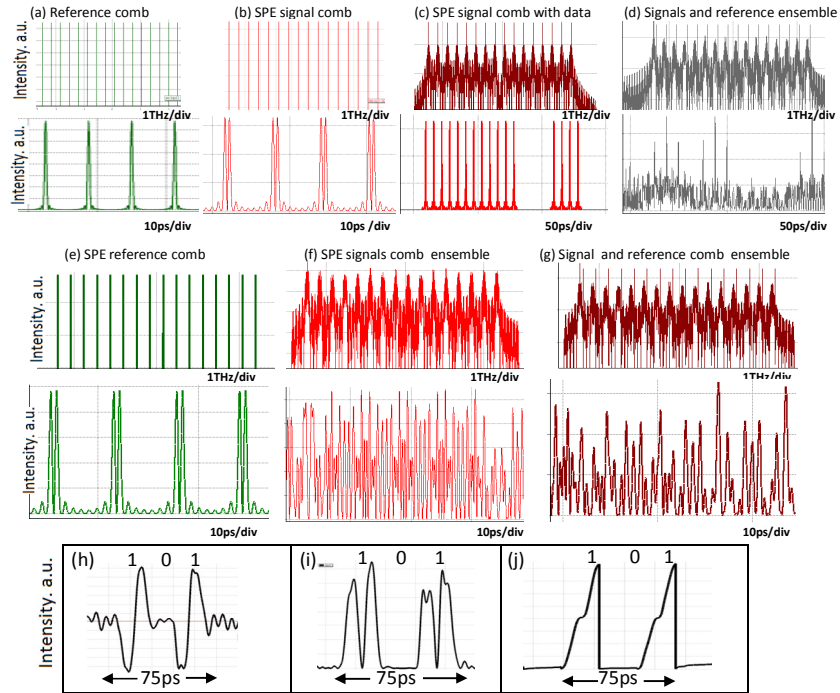 (a) Reference comb
(b) SPE signal comb
(c) SPE signal comb with data
(d) Signals and reference ensemble
Intensity. a.u.
1THz/div
1THz/div
1THz/div
1THz/div
Intensity. a.u.
10ps/div
10ps/div
50ps/div
50ps/div
(e) SPE reference comb
(f) SPE signals comb ensemble
(g) Signal and reference comb ensemble
Intensity. a.u.
1THz/div
1THz/div
1THz/div
Intensity. a.u.
10ps/div
10ps/div
10ps/div
Intensity. a.u.
(h)
1 0 1
75ps
(i)
1 0 1
75ps
(j)
1 0 1
75ps